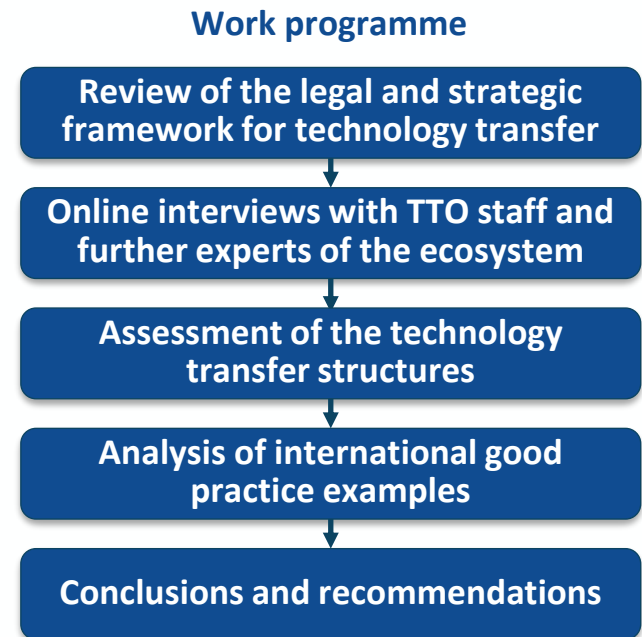 Work programme
Review of the legal and strategic
framework for technology transfer
Online interviews with TTO staff and
further experts of the ecosystem
Assessment of the technology
transfer structures
Analysis of international good
practice examples
Conclusions and recommendations